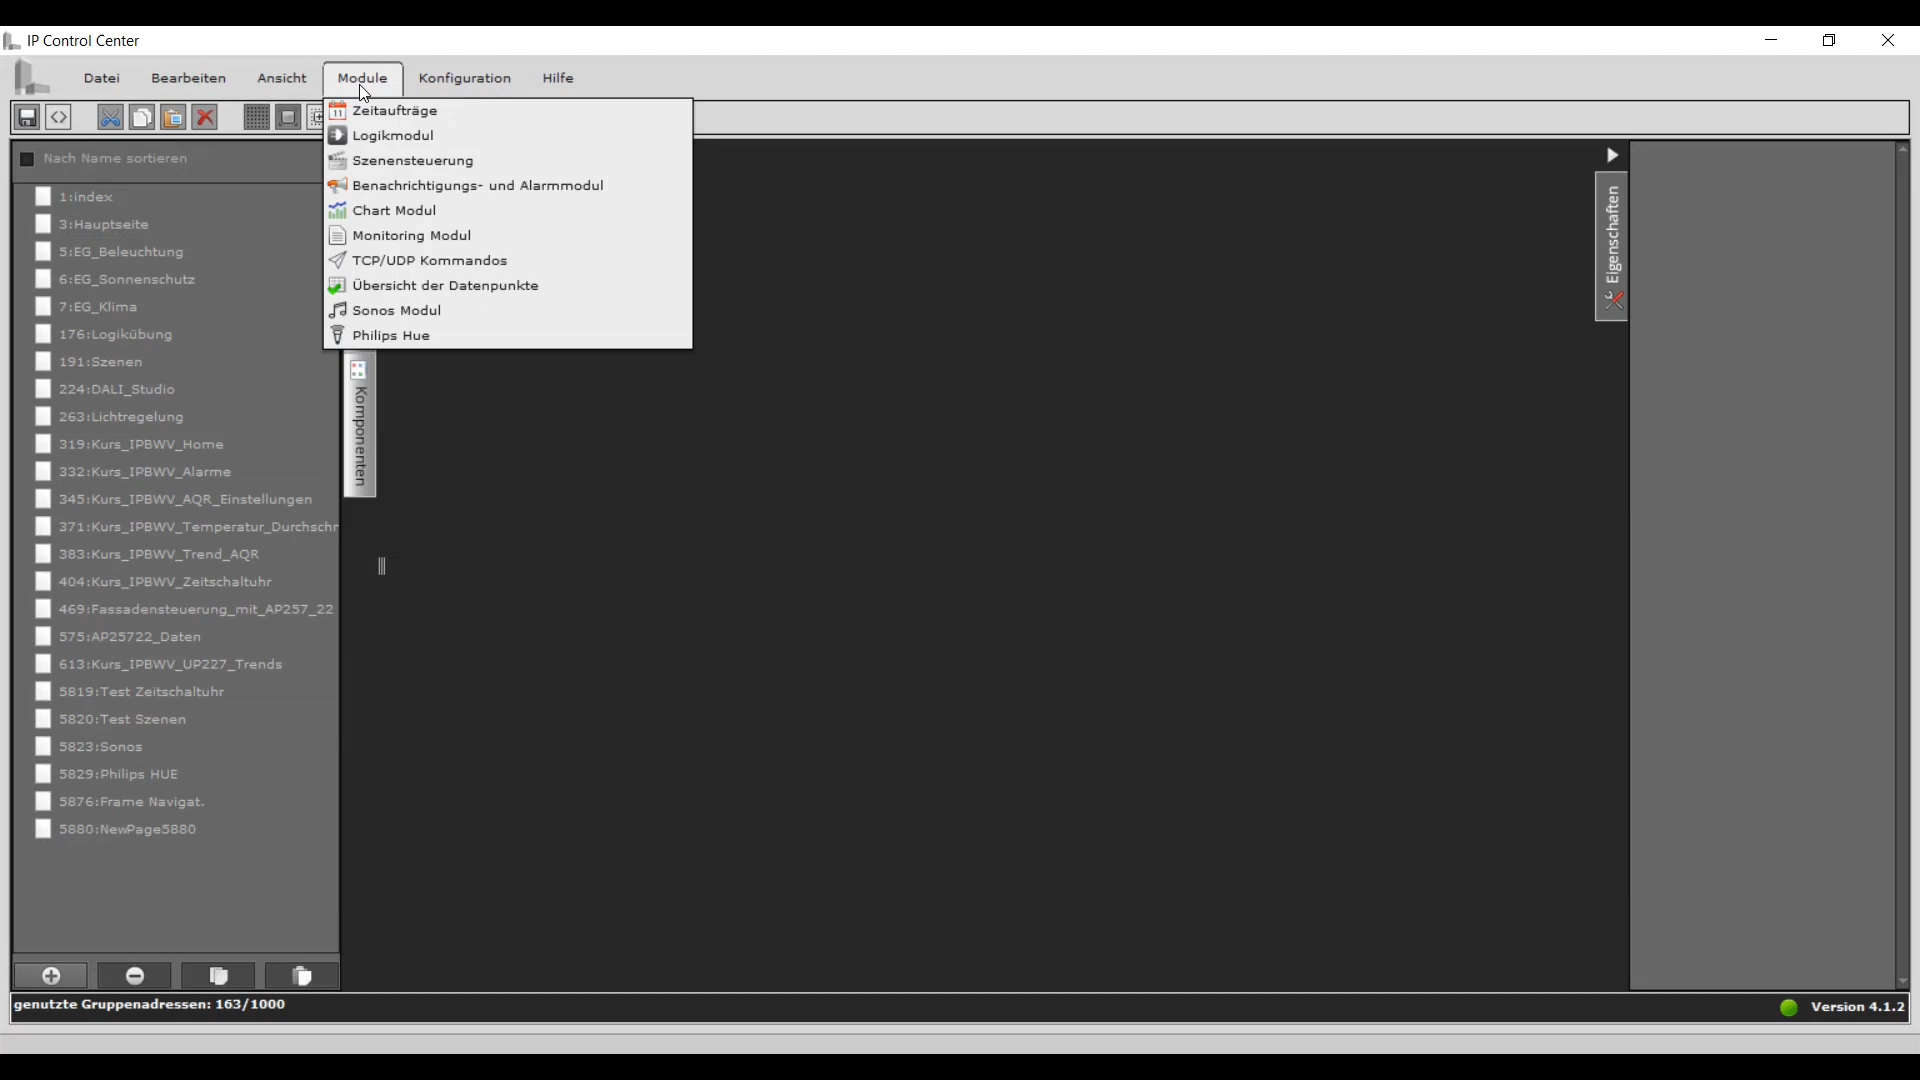 IP Control Center
Datei Bearbeiten Ansicht Module Konfiguration Hilfe
Zeitaufträge
Logikmodul
Szenensteuerung
Benachrichtigungs- und Alarmmodul
Chart Modul
Monitoring Modul
TCP/UDP Kommandos
Übersicht der Datenpunkte
Sonos Modul
Philips Hue
Nach Name sortieren
1:index
3:Hauptseite
5:EG_Beleuchtung
6:EG_Sonnenschutz
7:EG_Klima
176:Logikübung
191:Szenen
224:DALI_Studio
263:Lichtregelung
319:Kurs_IPBWV_Home
332:Kurs_IPBWV_Alarme
345:Kurs_IPBWV_AQR_Einstellungen
371:Kurs_IPBWV_Temperatur_Durchschr
383:Kurs_IPBWV_Trend_AQR
404:Kurs_IPBWV_Zeitschaltuhr
469:Fassadensteuerung_mit_AP257_22
575:AP25722_Daten
613:Kurs_IPBWV_UP227_Trends
5819:Test Zeitschaltuhr
5820:Test Szenen
5823:Sonos
5829:Philips HUE
5876:Frame Navigat.
5880:NewPage5880
Komponenten
Eigenschaften
genutzte Gruppenadressen: 163/1000
Version 4.1.2